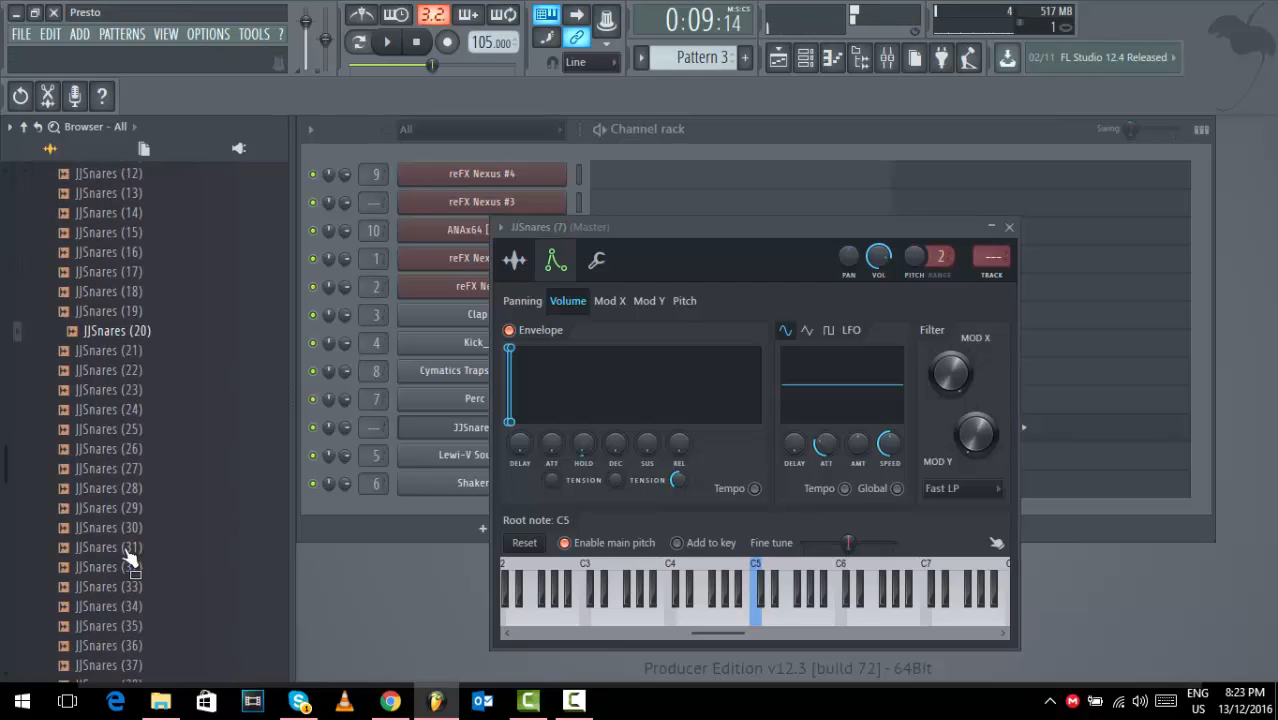 Presto
FILE EDIT ADD PATTERNS VIEW OPTIONS TOOLS ?
3.2.
105.000
Line
0:09:14
M:S:CS
Pattern 3
4
517 MB
1
02/11 FL Studio 12.4 Released
Browser - All
JJSnares (12)
JJSnares (13)
JJSnares (14)
JJSnares (15)
JJSnares (16)
JJSnares (17)
JJSnares (18)
JJSnares (19)
JJSnares (20)
JJSnares (21)
JJSnares (22)
JJSnares (23)
JJSnares (24)
JJSnares (25)
JJSnares (26)
JJSnares (27)
JJSnares (28)
JJSnares (29)
JJSnares (30)
JJSnares (31)
JJSnares
JJSnares (33)
JJSnares (34)
JJSnares (35)
JJSnares (36)
JJSnares (37)
All
Channel rack
Swing
9 reFX Nexus #4
--- reFX Nexus #3
10 ANAx64 [
1 reFX Ne
2 reFX N
3 Clap
4 Kick_
8 Cymatics Traps
7 Perc
--- JJSnare
5 Lewi-V Sou
6 Shaker
+
JJSnares (7) (Master)
PAN VOL PITCH RANGE TRACK
2
---
Panning Volume Mod X Mod Y Pitch
Envelope
LFO
Filter
MOD X
MOD Y
DELAY ATT HOLD DEC SUS REL
TENSION TENSION
Tempo
DELAY ATT AMT SPEED
Tempo Global
Fast LP
Root note: C5
Reset Enable main pitch Add to key Fine tune
2 C3 C4 C5 C6 C7 C
Producer Edition v12.3 [build 72] - 64Bit
ENG
US
8:23 PM
13/12/2016